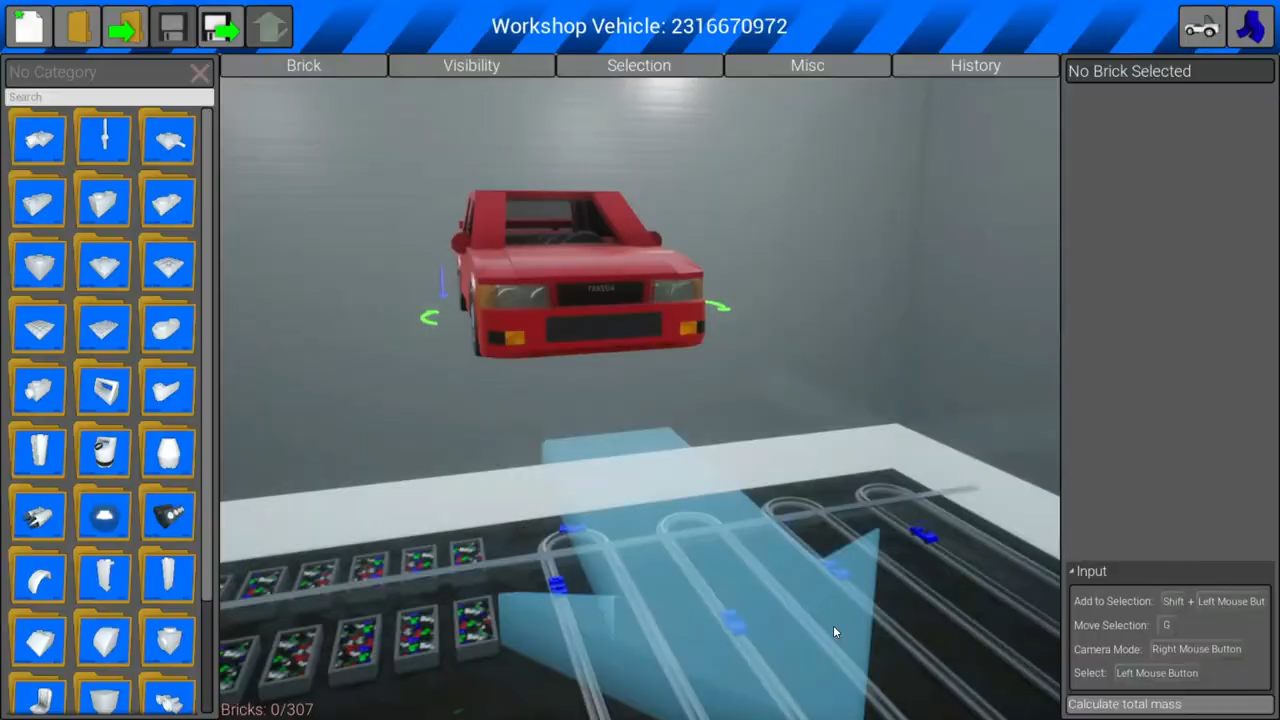 Workshop Vehicle: 2316670972
No Category
Search
Brick
Visibility
Selection
Misc
History
No Brick Selected
Input
Add to Selection: Shift + Left Mouse But
Move Selection: G
Camera Mode: Right Mouse Button
Select: Left Mouse Button
Calculate total mass
Bricks: 0/307